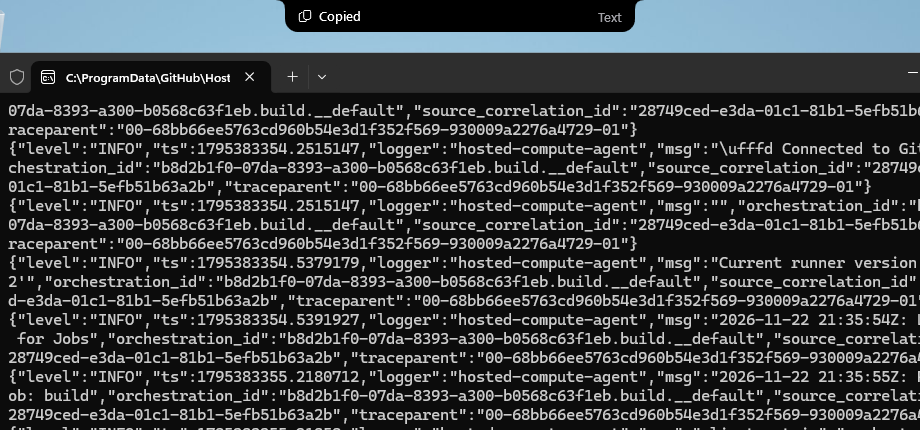 Copied
Text
C:\ProgramData\GitHub\Host
07da-8393-a300-b0568c63f1eb.build.__default","source_correlation_id":"28749ced-e3da-01c1-81b1-5efb51b6
raceparent":"00-68bb66ee5763cd960b54e3d1f352f569-930009a2276a4729-01"}
{"level":"INFO","ts":1795383354.2515147,"logger":"hosted-compute-agent","msg":"\ufffd Connected to Git
chestration_id":"b8d2b1f0-07da-8393-a300-b0568c63f1eb.build.__default","source_correlation_id":"28749c
01c1-81b1-5efb51b63a2b","traceparent":"00-68bb66ee5763cd960b54e3d1f352f569-930009a2276a4729-01"}
{"level":"INFO","ts":1795383354.2515147,"logger":"hosted-compute-agent","msg":"","orchestration_id":"b
07da-8393-a300-b0568c63f1eb.build.__default","source_correlation_id":"28749ced-e3da-01c1-81b1-5efb51b6
raceparent":"00-68bb66ee5763cd960b54e3d1f352f569-930009a2276a4729-01"}
{"level":"INFO","ts":1795383354.5379179,"logger":"hosted-compute-agent","msg":"Current runner version
2'","orchestration_id":"b8d2b1f0-07da-8393-a300-b0568c63f1eb.build.__default","source_correlation_id"
d-e3da-01c1-81b1-5efb51b63a2b","traceparent":"00-68bb66ee5763cd960b54e3d1f352f569-930009a2276a4729-01"
{"level":"INFO","ts":1795383354.5391927,"logger":"hosted-compute-agent","msg":"2026-11-22 21:35:54Z:
for Jobs","orchestration_id":"b8d2b1f0-07da-8393-a300-b0568c63f1eb.build.__default","source_correlati
28749ced-e3da-01c1-81b1-5efb51b63a2b","traceparent":"00-68bb66ee5763cd960b54e3d1f352f569-930009a2276a4
{"level":"INFO","ts":1795383355.2180712,"logger":"hosted-compute-agent","msg":"2026-11-22 21:35:55Z:
ob: build","orchestration_id":"b8d2b1f0-07da-8393-a300-b0568c63f1eb.build.__default","source_correlat
28749ced-e3da-01c1-81b1-5efb51b63a2b","traceparent":"00-68bb66ee5763cd960b54e3d1f352f569-930009a2276a4